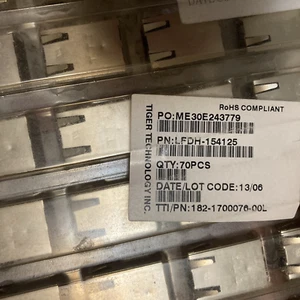 RoHS COMPLIANT
PO:ME30E243779
PN:LFDH-154125
QTY:70PCS
DATE/LOT CODE:13/06
TTI/PN:182-1700076-00L
TIGER TECHNOLOGY INC.